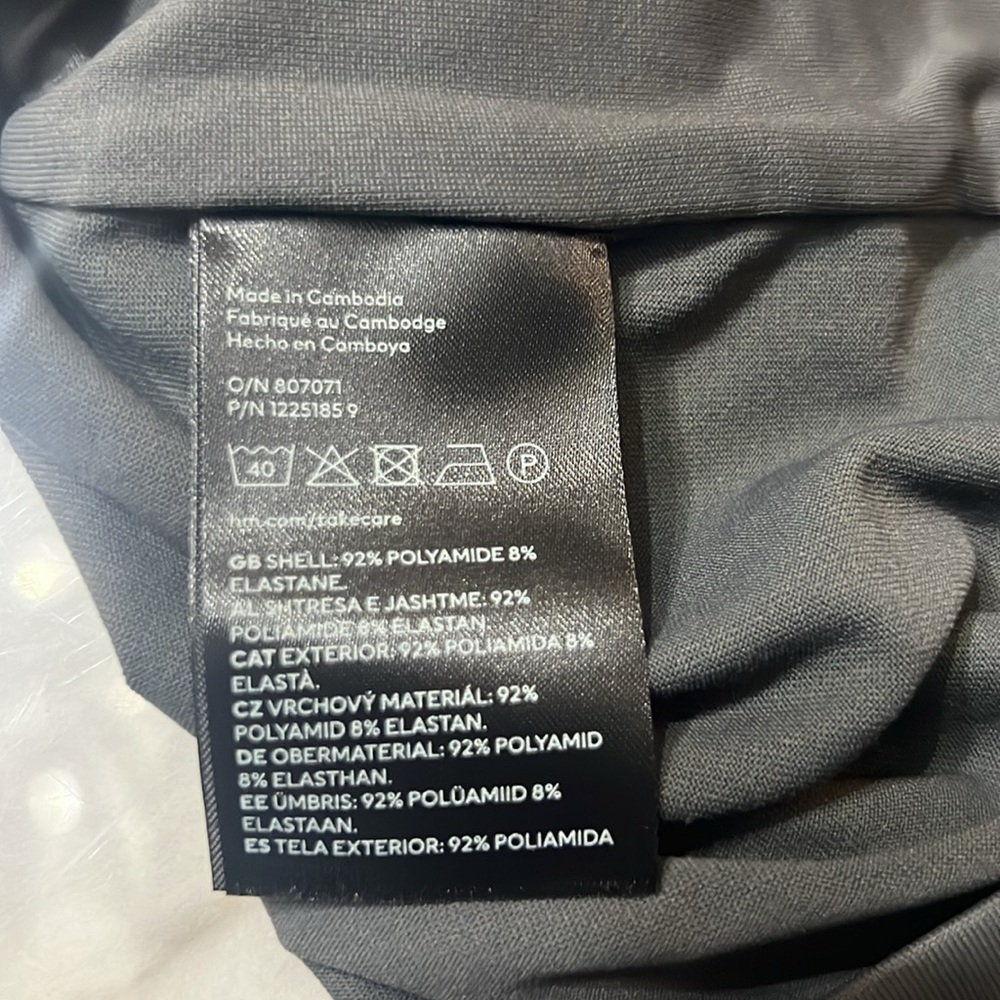 Made in Cambodia
Fabriqué au Cambodge
Hecho en Camboya
O/N 807071
P/N 1225185 9
40
P
hm.com/takecare
GB SHELL: 92% POLYAMIDE 8%
ELASTANE.
AL SHTRESA E JASHTME: 92%
POLIAMIDE 8% ELASTAN.
CAT EXTERIOR: 92% POLIAMIDA 8%
ELASTÀ.
CZ VRCHOVÝ MATERIÁL: 92%
POLYAMID 8% ELASTAN.
DE OBERMATERIAL: 92% POLYAMID
8% ELASTHAN.
EE ÜMBRIS: 92% POLÜAMIID 8%
ELASTAAN.
ES TELA EXTERIOR: 92% POLIAMIDA